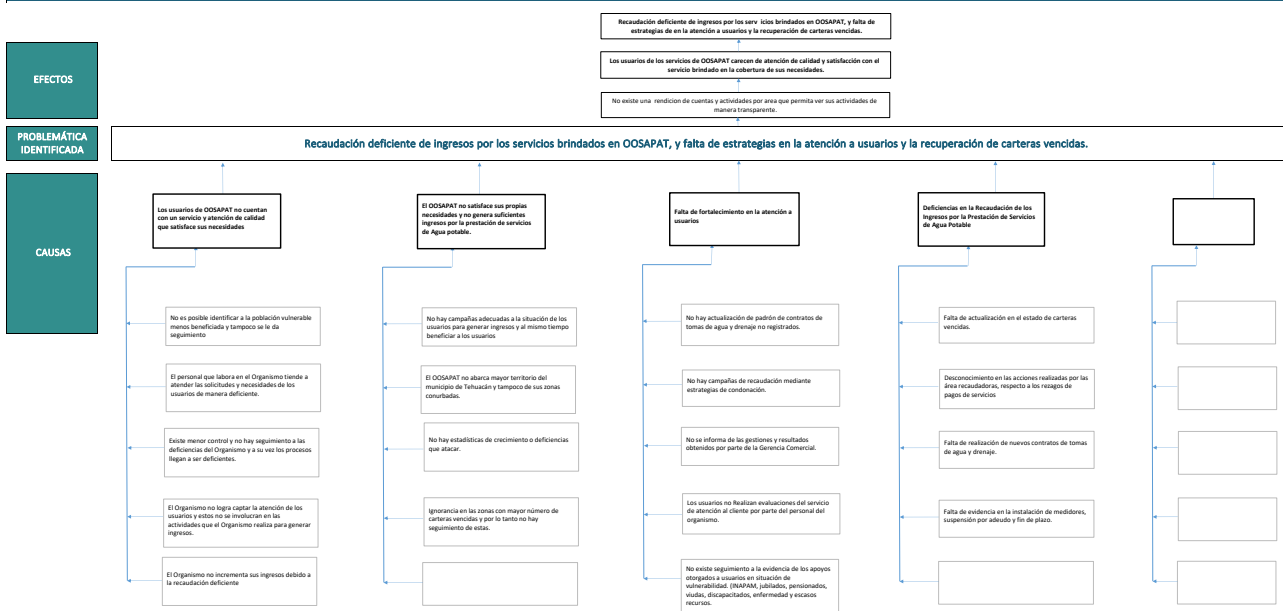 Recaudación deficiente de ingresos por los serv icios brindados en OOSAPAT, y falta de
estrategias de en la atención a usuarios y la recuperación de carteras vencidas.
EFECTOS
Los usuarios de los servicios de OOSAPAT carecen de atención de calidad y satisfacción con el
servicio brindado en la cobertura de sus necesidades.
No existe una rendicion de cuentas y actividades por area que permita ver sus actividades de
manera transparente.
PROBLEMÁTICA
IDENTIFICADA
Recaudación deficiente de ingresos por los servicios brindados en OOSAPAT, y falta de estrategias en la atención a usuarios y la recuperación de carteras vencidas.
CAUSAS
Los usuarios de OOSAPAT no cuentan
con un servicio y atención de calidad
que satisface sus necesidades
No es posible identificar a la población vulnerable
menos beneficiada y tampoco se le da
seguimiento
El personal que labora en el Organismo tiende a
atender las solicitudes y necesidades de los
usuarios de manera deficiente.
Existe menor control y no hay seguimiento a las
deficiencias del Organismo y a su vez los procesos
llegan a ser deficientes.
El Organismo no logra captar la atención de los
usuarios y estos no se involucran en las
actividades que el Organismo realiza para generar
ingresos.
El Organismo no incrementa sus ingresos debido a
la recaudación deficiente
El OOSAPAT no satisface sus propias
necesidades y no genera suficientes
ingresos por la prestación de servicios
de Agua potable.
No hay campañas adecuadas a la situación de los
usuarios para generar ingresos y al mismo tiempo
beneficiar a los usuarios
El OOSAPAT no abarca mayor territorio del
municipio de Tehuacán y tampoco de sus zonas
conurbadas.
No hay estadísticas de crecimiento o deficiencias
que atacar.
Ignorancia en las zonas con mayor número de
carteras vencidas y por lo tanto no hay
seguimiento de estas.
Falta de fortalecimiento en la atención a
usuarios
No hay actualización de padrón de contratos de
tomas de agua y drenaje no registrados.
No hay campañas de recaudación mediante
estrategias de condonación.
No se informa de las gestiones y resultados
obtenidos por parte de la Gerencia Comercial.
Los usuarios no Realizan evaluaciones del servicio
de atención al cliente por parte del personal del
organismo.
No existe seguimiento a la evidencia de los apoyos
otorgados a usuarios en situación de
vulnerabilidad. (INAPAM, jubilados, pensionados,
viudas, discapacitados, enfermedad y escasos
recursos.
Deficiencias en la Recaudación de los
Ingresos por la Prestación de Servicios
de Agua Potable
Falta de actualización en el estado de carteras
vencidas.
Desconocimiento en las acciones realizadas por las
área recaudadoras, respecto a los rezagos de
pagos de servicios
Falta de realización de nuevos contratos de tomas
de agua y drenaje.
Falta de evidencia en la instalación de medidores,
suspensión por adeudo y fin de plazo.